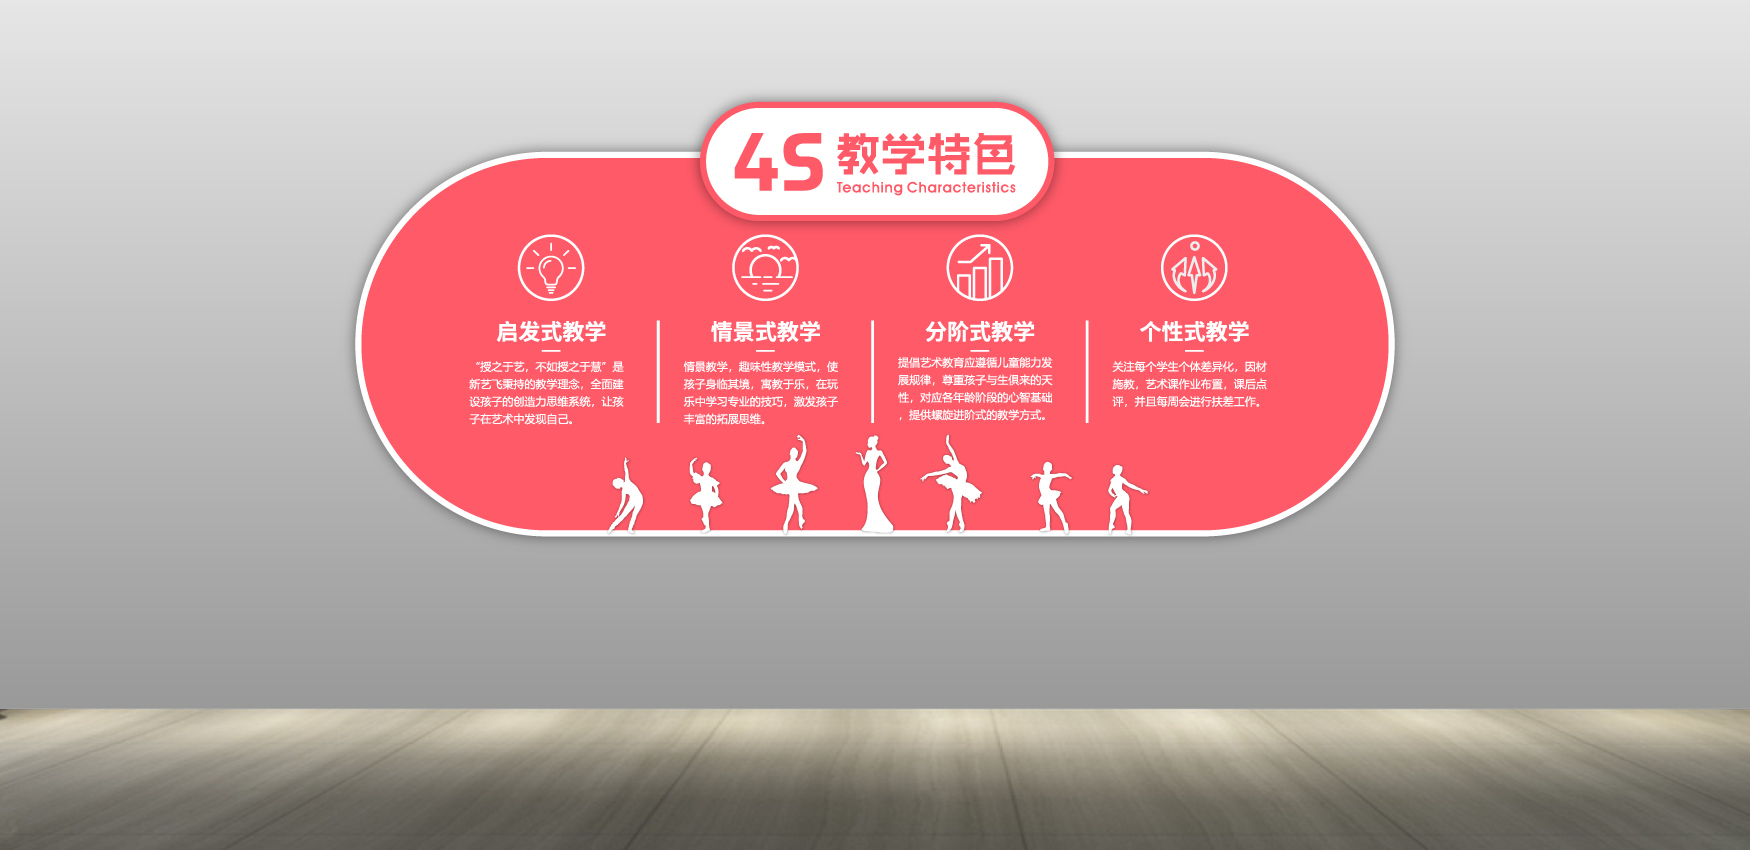 4S 教学特色
Teaching Characteristics
启发式教学
“授之于艺，不如授之于慧”是
新艺飞秉持的教学理念，全面建
设孩子的创造力思维系统，让孩
子在艺术中发现自己。
情景式教学
情景教学，趣味性教学模式，使
孩子身临其境，寓教于乐，在玩
乐中学习专业的技巧，激发孩子
丰富的拓展思维。
分阶式教学
提倡艺术教育应遵循儿童能力发
展规律，尊重孩子与生俱来的天
性，对应各年龄阶段的心智基础
，提供螺旋进阶式的教学方式。
个性式教学
关注每个学生个体差异化，因材
施教，艺术课作业布置，课后点
评，并且每周会进行扶差工作。